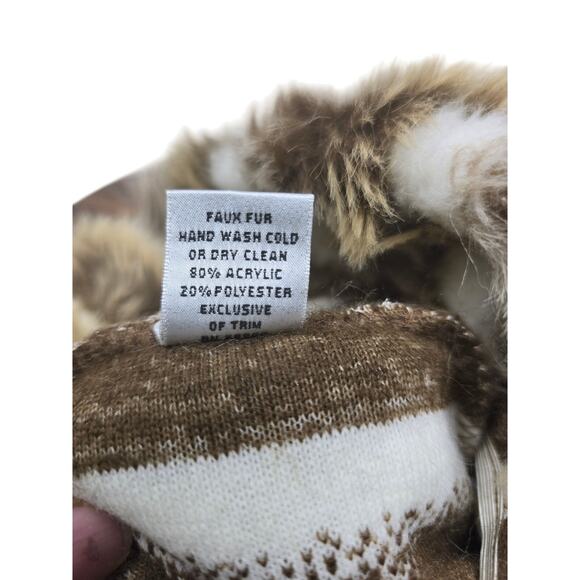 FAUX FUR
HAND WASH COLD
OR DRY CLEAN
80% ACRYLIC
20% POLYESTER
EXCLUSIVE
OF TRIM